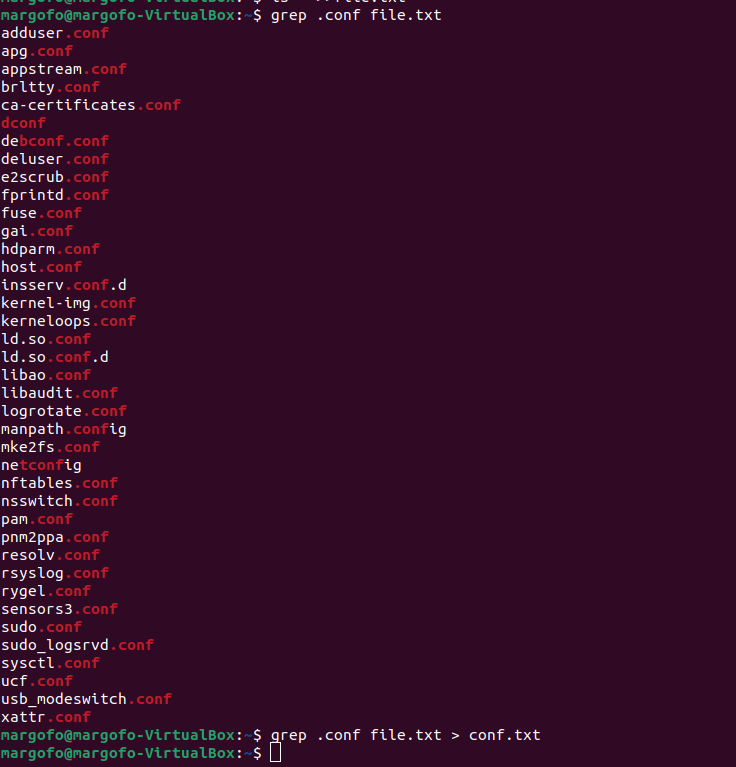 margofo@margofo-VirtualBox:~$ grep .conf file.txt
adduser.conf
apg.conf
appstream.conf
brltty.conf
ca-certificates.conf
dconf
debconf.conf
deluser.conf
e2scrub.conf
fprintd.conf
fuse.conf
gai.conf
hdparm.conf
host.conf
insserv.conf.d
kernel-img.conf
kerneloops.conf
ld.so.conf
ld.so.conf.d
libao.conf
libaudit.conf
logrotate.conf
manpath.config
mke2fs.conf
netconfig
nftables.conf
nsswitch.conf
pam.conf
pnm2ppa.conf
resolv.conf
rsyslog.conf
rygel.conf
sensors3.conf
sudo.conf
sudo_logsrvd.conf
sysctl.conf
ucf.conf
usb_modeswitch.conf
xattr.conf
margofo@margofo-VirtualBox:~$ grep .conf file.txt > conf.txt
margofo@margofo-VirtualBox:~$